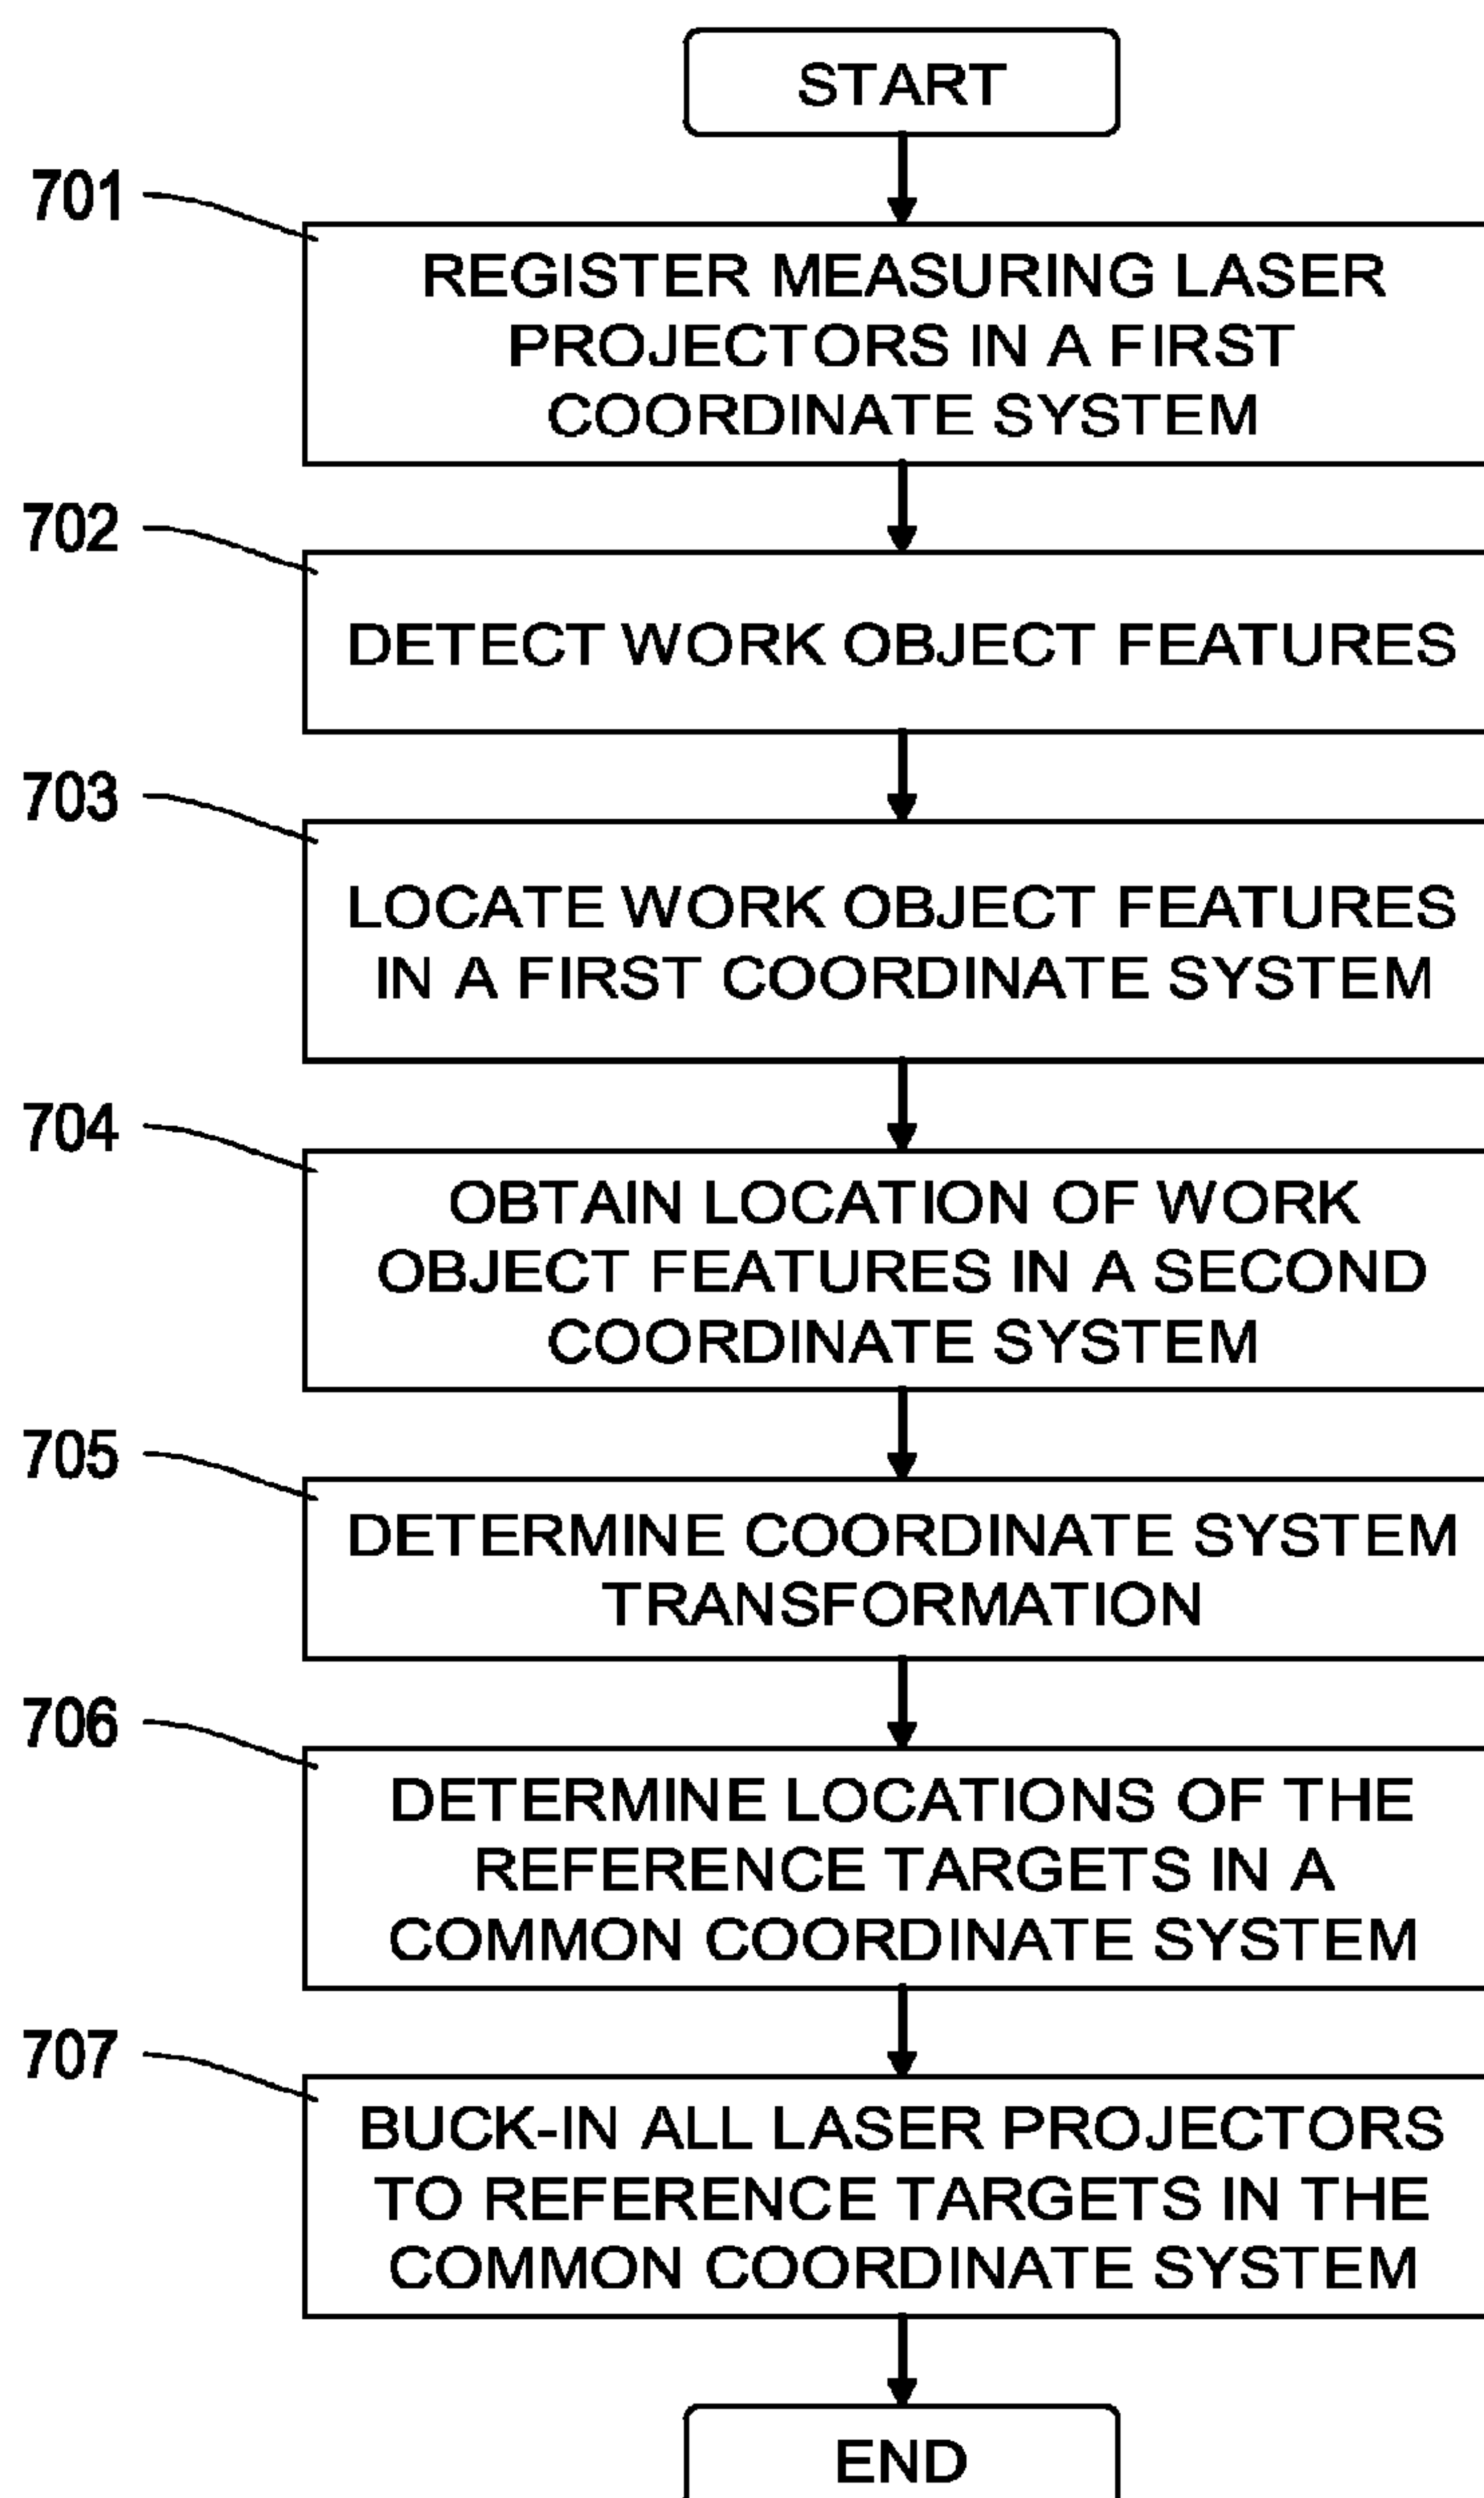 START
701
REGISTER MEASURING LASER
PROJECTORS IN A FIRST
COORDINATE SYSTEM
702
DETECT WORK OBJECT FEATURES
703
LOCATE WORK OBJECT FEATURES
IN A FIRST COORDINATE SYSTEM
704
OBTAIN LOCATION OF WORK
OBJECT FEATURES IN A SECOND
COORDINATE SYSTEM
705
DETERMINE COORDINATE SYSTEM
TRANSFORMATION
706
DETERMINE LOCATIONS OF THE
REFERENCE TARGETS IN A
COMMON COORDINATE SYSTEM
707
BUCK-IN ALL LASER PROJECTORS
TO REFERENCE TARGETS IN THE
COMMON COORDINATE SYSTEM
END